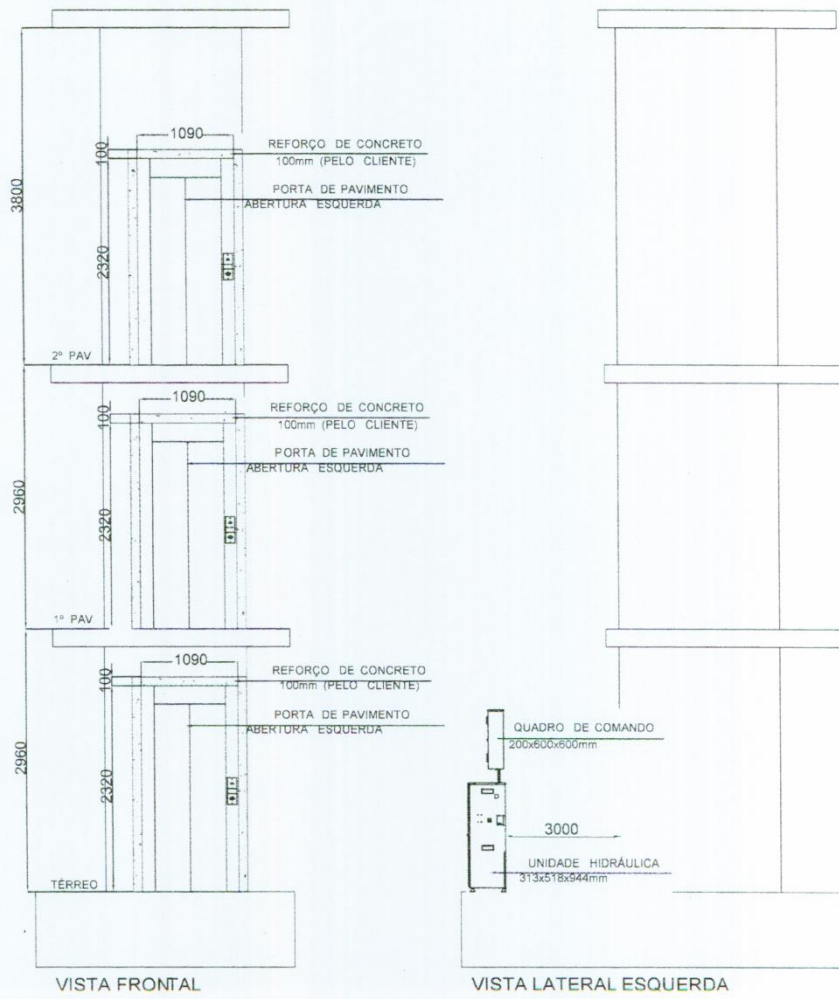 1090
REFORÇO DE CONCRETO
100mm (PELO CLIENTE)
100
PORTA DE PAVIMENTO
ABERTURA ESQUERDA
3800
2320
2º PAV
1090
REFORÇO DE CONCRETO
100mm (PELO CLIENTE)
100
PORTA DE PAVIMENTO
ABERTURA ESQUERDA
2960
2320
1º PAV
1090
REFORÇO DE CONCRETO
100mm (PELO CLIENTE)
100
PORTA DE PAVIMENTO
ABERTURA ESQUERDA
2960
2320
TÉRREO
QUADRO DE COMANDO
200x600x600mm
3000
UNIDADE HIDRÁULICA
313x518x944mm
VISTA FRONTAL
VISTA LATERAL ESQUERDA